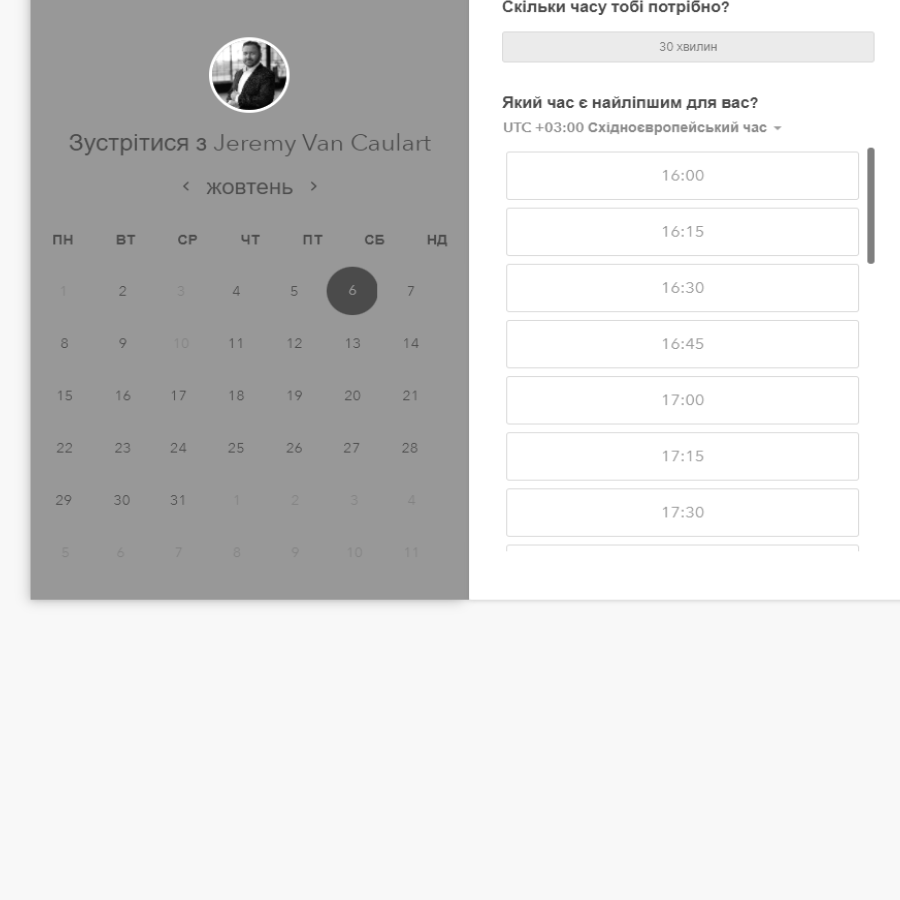 Зустрітися з Jeremy Van Caulart
жовтень
ПН ВТ СР ЧТ ПТ СБ НД
1 2 3 4 5 6 7
8 9 10 11 12 13 14
15 16 17 18 19 20 21
22 23 24 25 26 27 28
29 30 31 1 2 3 4
5 6 7 8 9 10 11
Скільки часу тобі потрібно?
30 хвилин
Який час є найліпшим для вас?
UTC +03:00 Східноєвропейський час
16:00
16:15
16:30
16:45
17:00
17:15
17:30